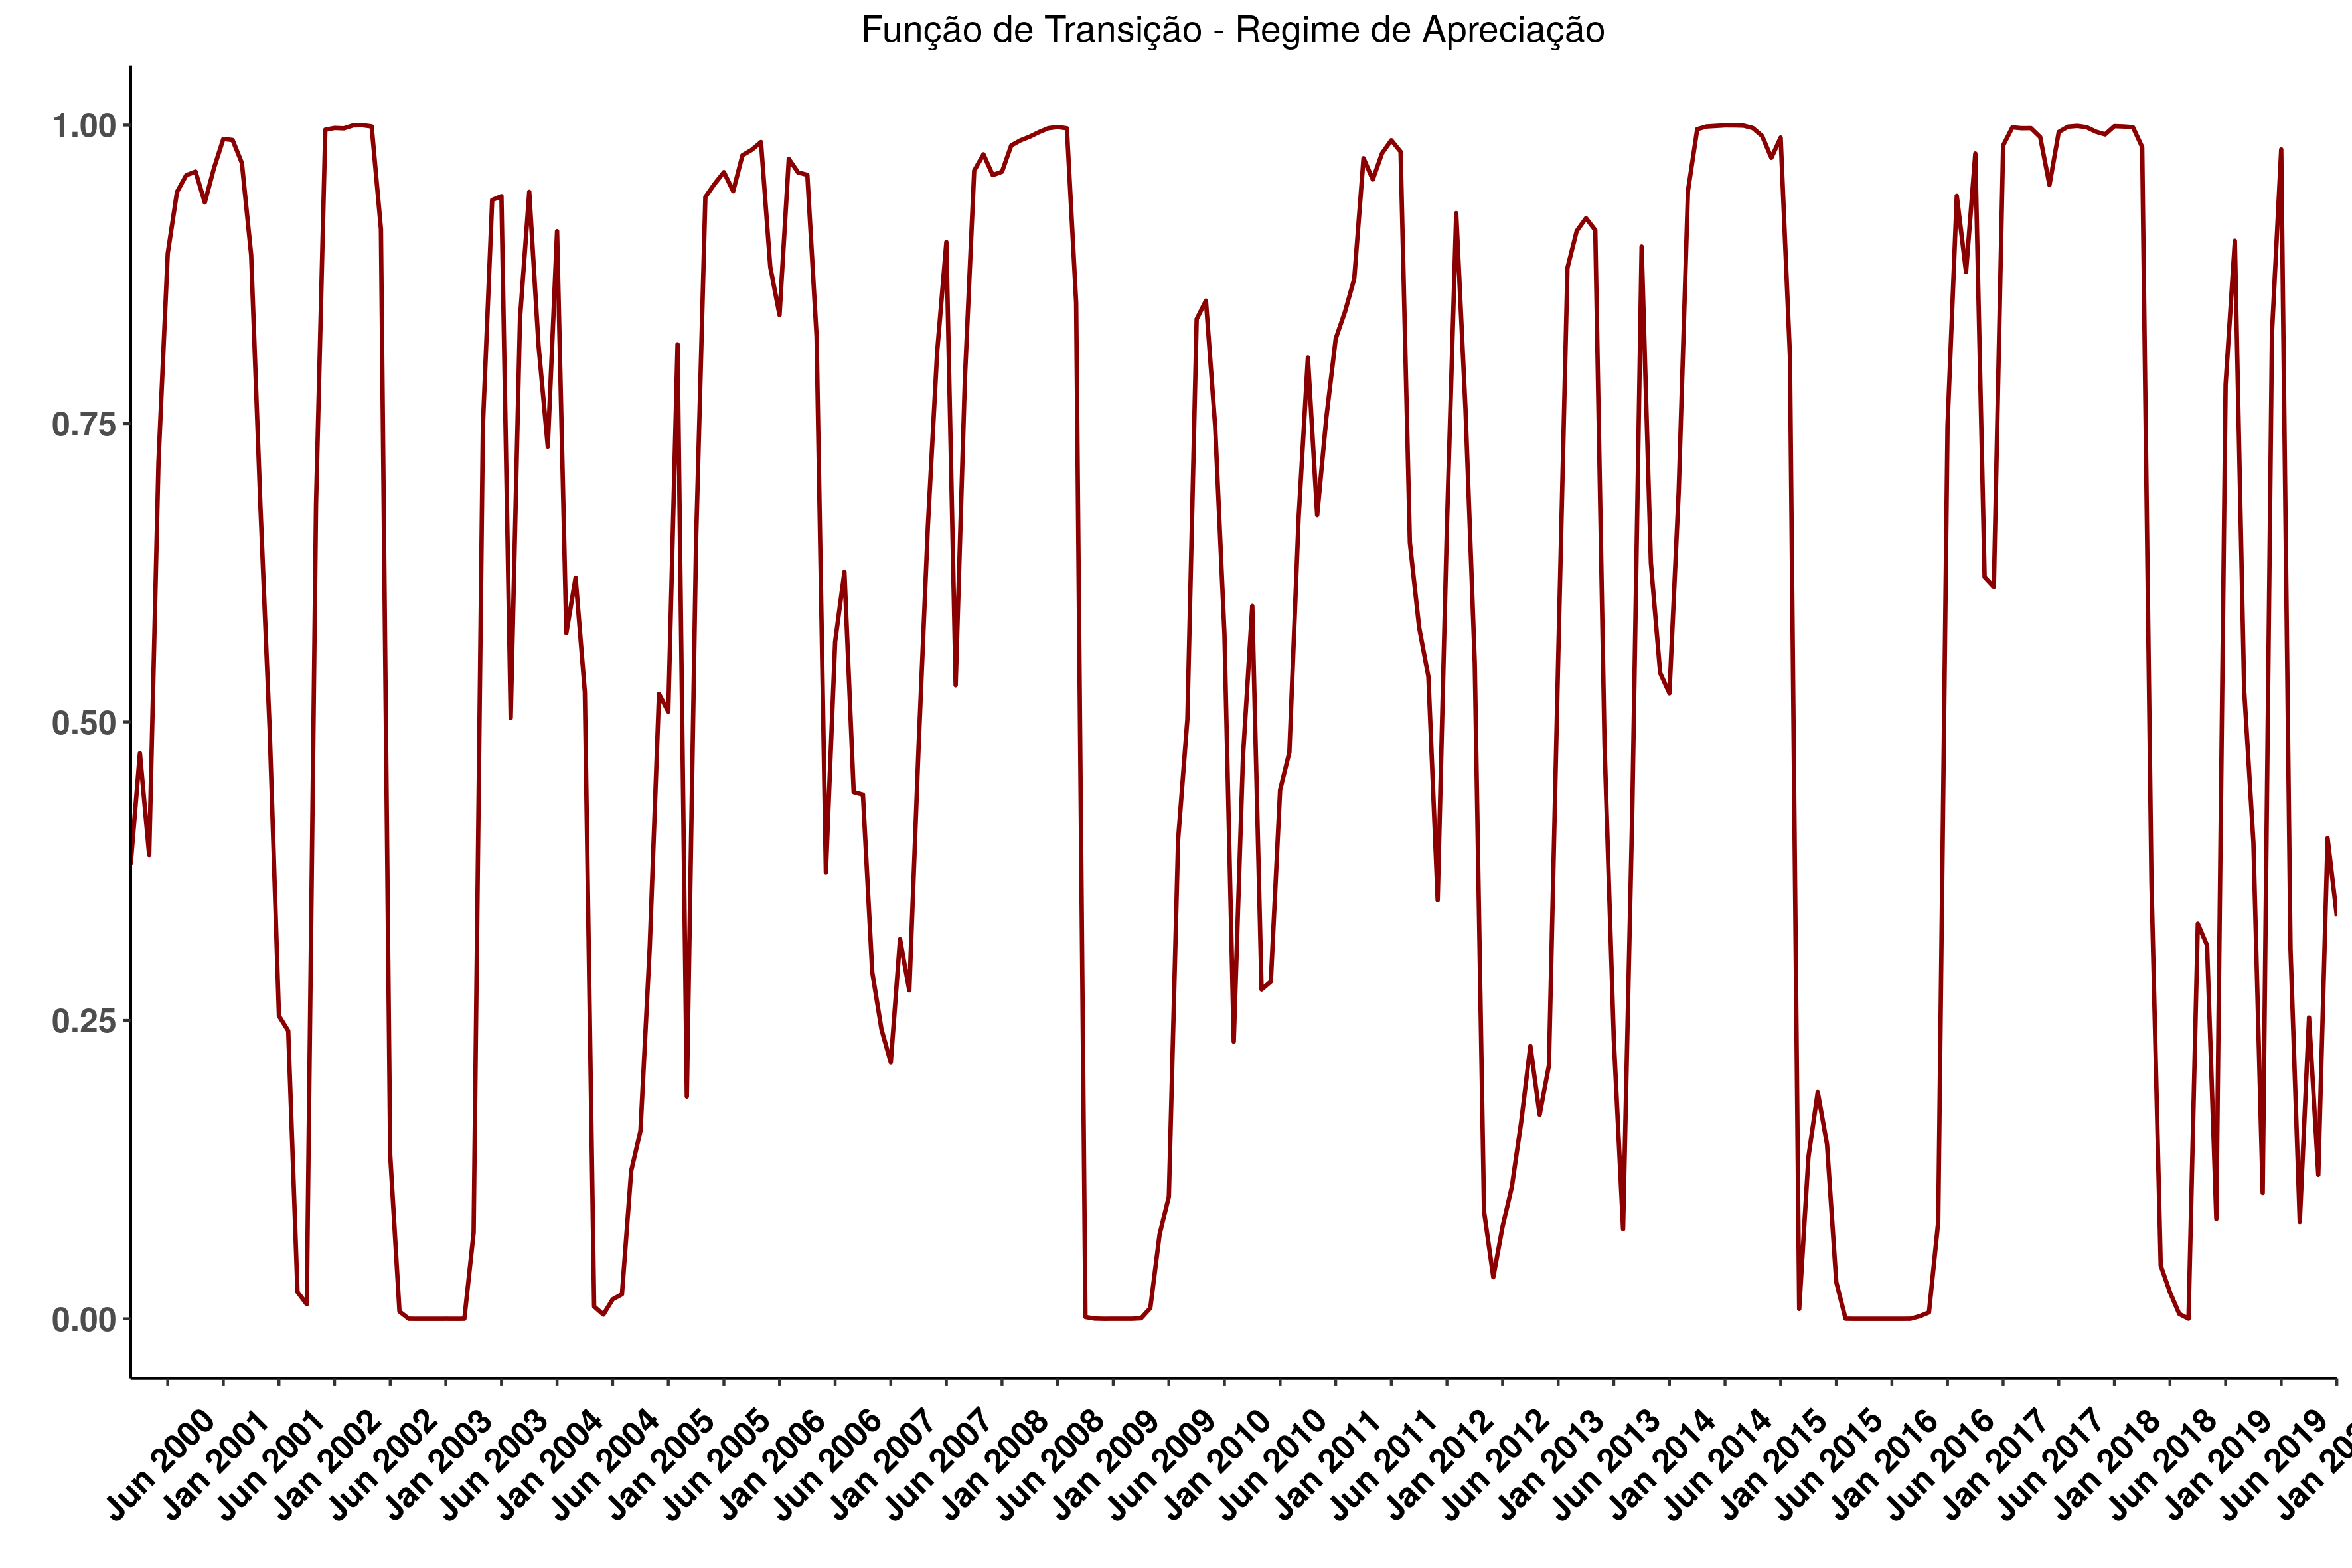 Função de Transição - Regime de Apreciação
1.00
0.75
0.50
0.25
0.00
Jun 2000
Jan 2001
Jun 2001
Jan 2002
Jun 2002
Jan 2003
Jun 2003
Jan 2004
Jun 2004
Jan 2005
Jun 2005
Jan 2006
Jun 2006
Jan 2007
Jun 2007
Jan 2008
Jun 2008
Jan 2009
Jun 2009
Jan 2010
Jun 2010
Jan 2011
Jun 2011
Jan 2012
Jun 2012
Jan 2013
Jun 2013
Jan 2014
Jun 2014
Jan 2015
Jun 2015
Jan 2016
Jun 2016
Jan 2017
Jun 2017
Jan 2018
Jun 2018
Jan 2019
Jun 2019
Jan